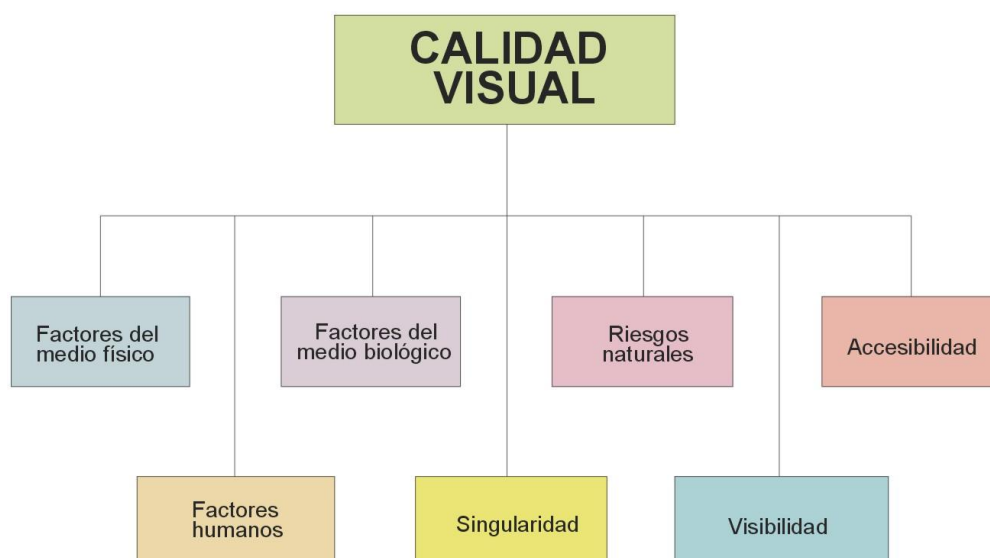 CALIDAD
VISUAL
Factores del
medio físico
Factores del
medio biológico
Riesgos
naturales
Accesibilidad
Factores
humanos
Singularidad
Visibilidad